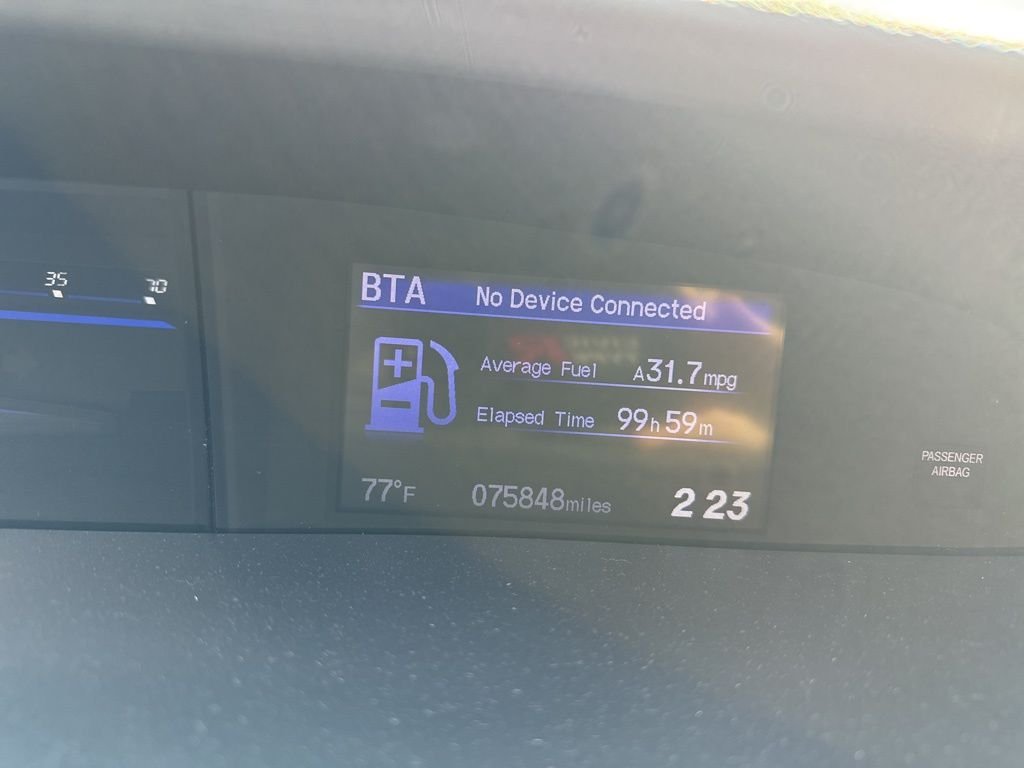 35 70
BTA No Device Connected
Average Fuel A31.7mpg
Elapsed Time 99h59m
77°F 075848miles 2 23
PASSENGER
AIRBAG